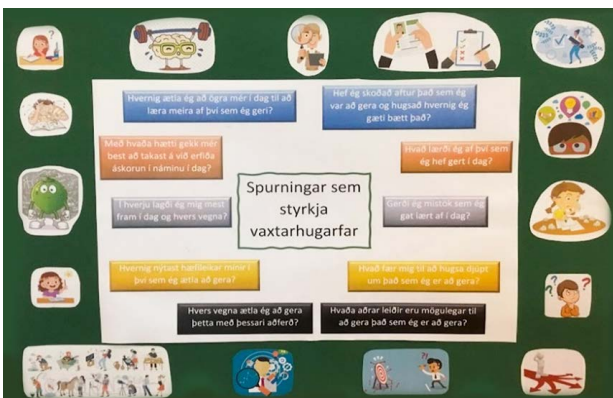 Hvernig ætla ég að ögra mér í dag til að
læra meira af því sem ég geri?
Hef ég skoðað aftur það sem ég
var að gera og hugsað hvernig ég
gæti bætt það?
Með hvaða hætti gekk mér
best að takast á við erfiða
áskorun í náminu í dag?
Hvað lærði ég af því sem
ég hef gert í dag?
Spurningar sem
styrkja
vaxtarhugarfar
Í hverju lagði ég mig mest
fram í dag og hvers vegna?
Gerði ég mistök sem ég
gat lært af í dag?
Hvernig nýtast hæfileikar mínir í
því sem ég ætla að gera?
Hvað fær mig til að hugsa djúpt
um það sem ég er að gera?
Hvers vegna ætla ég að gera
þetta með þessari aðferð?
Hvaða aðrar leiðir eru mögulegar til
að gera það sem ég er að gera?